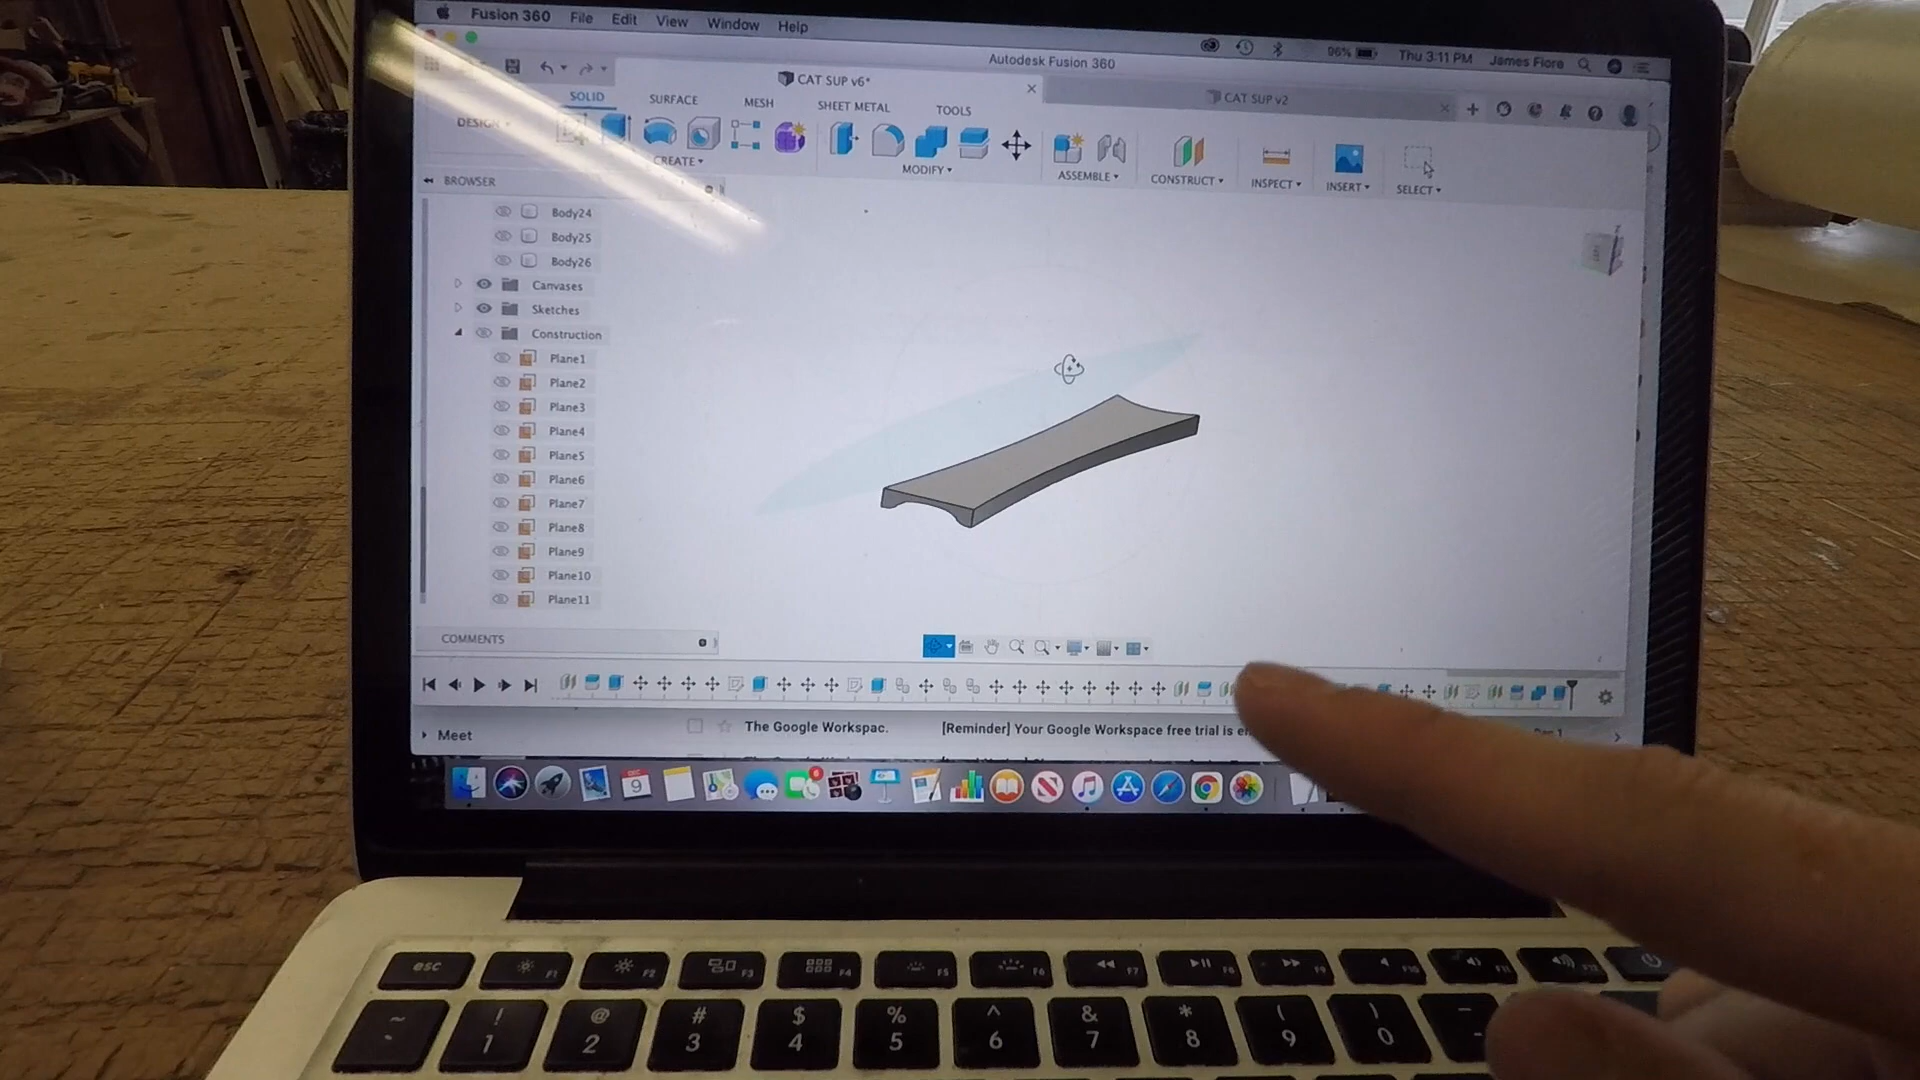 Fusion 360 File Edit View Window Help
96% Thu 3:11 PM James Fiore
Autodesk Fusion 360
CAT SUP v6*
CAT SUP v2
SOLID SURFACE MESH SHEET METAL TOOLS
DESIGN
CREATE MODIFY ASSEMBLE CONSTRUCT INSPECT INSERT SELECT
BROWSER
Body24
Body25
Body26
Canvases
Sketches
Construction
Plane1
Plane2
Plane3
Plane4
Plane5
Plane6
Plane7
Plane8
Plane9
Plane10
Plane11
COMMENTS
Meet
The Google Workspac. [Reminder] Your Google Workspace free trial is
DEC
9
6
esc F1 F2 F3 F4 F5 F6 F7 F8 F9 F10 F11 F12
~ ! @ # $ % ^ & * ( )
` 1 2 3 4 5 6 7 8 9 0 -